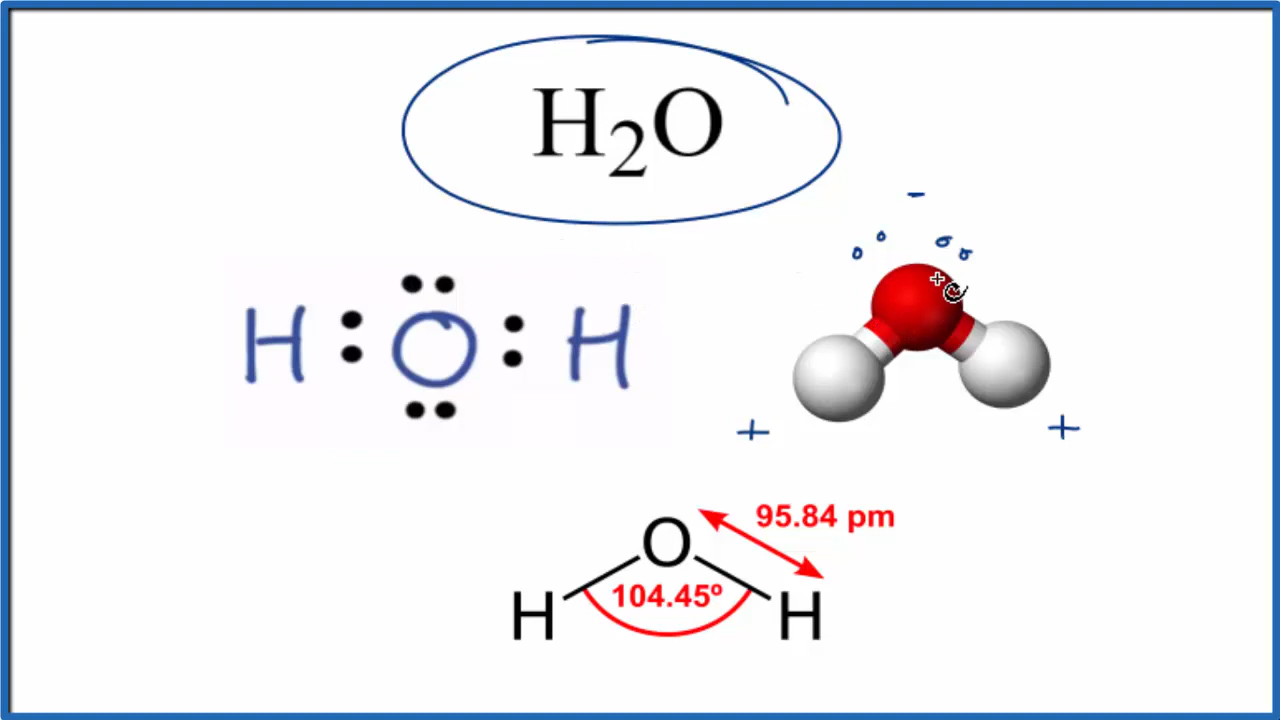 H₂O
-
H : O : H
+ +
95.84 pm
O
104.45º
H H